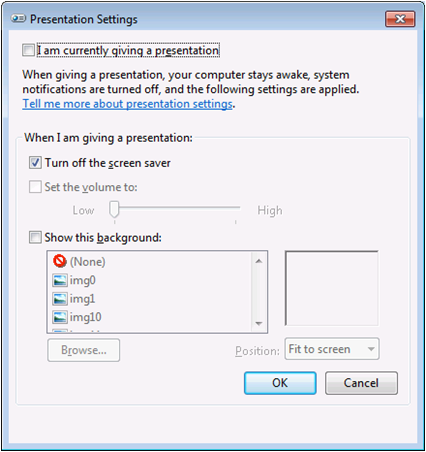 Presentation Settings
I am currently giving a presentation
When giving a presentation, your computer stays awake, system
notifications are turned off, and the following settings are applied.
Tell me more about presentation settings.
When I am giving a presentation:
Turn off the screen saver
Set the volume to:
Low High
Show this background:
(None)
img0
img1
img10
Browse...
Position: Fit to screen
OK Cancel